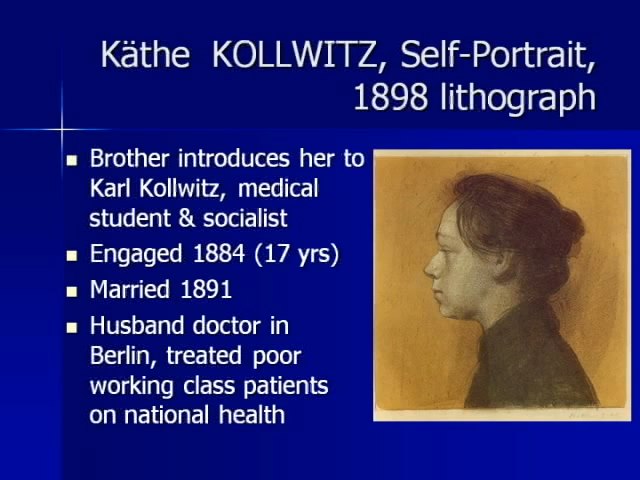 Käthe KOLLWITZ, Self-Portrait,
1898 lithograph
Brother introduces her to
Karl Kollwitz, medical
student & socialist
Engaged 1884 (17 yrs)
Married 1891
Husband doctor in
Berlin, treated poor
working class patients
on national health